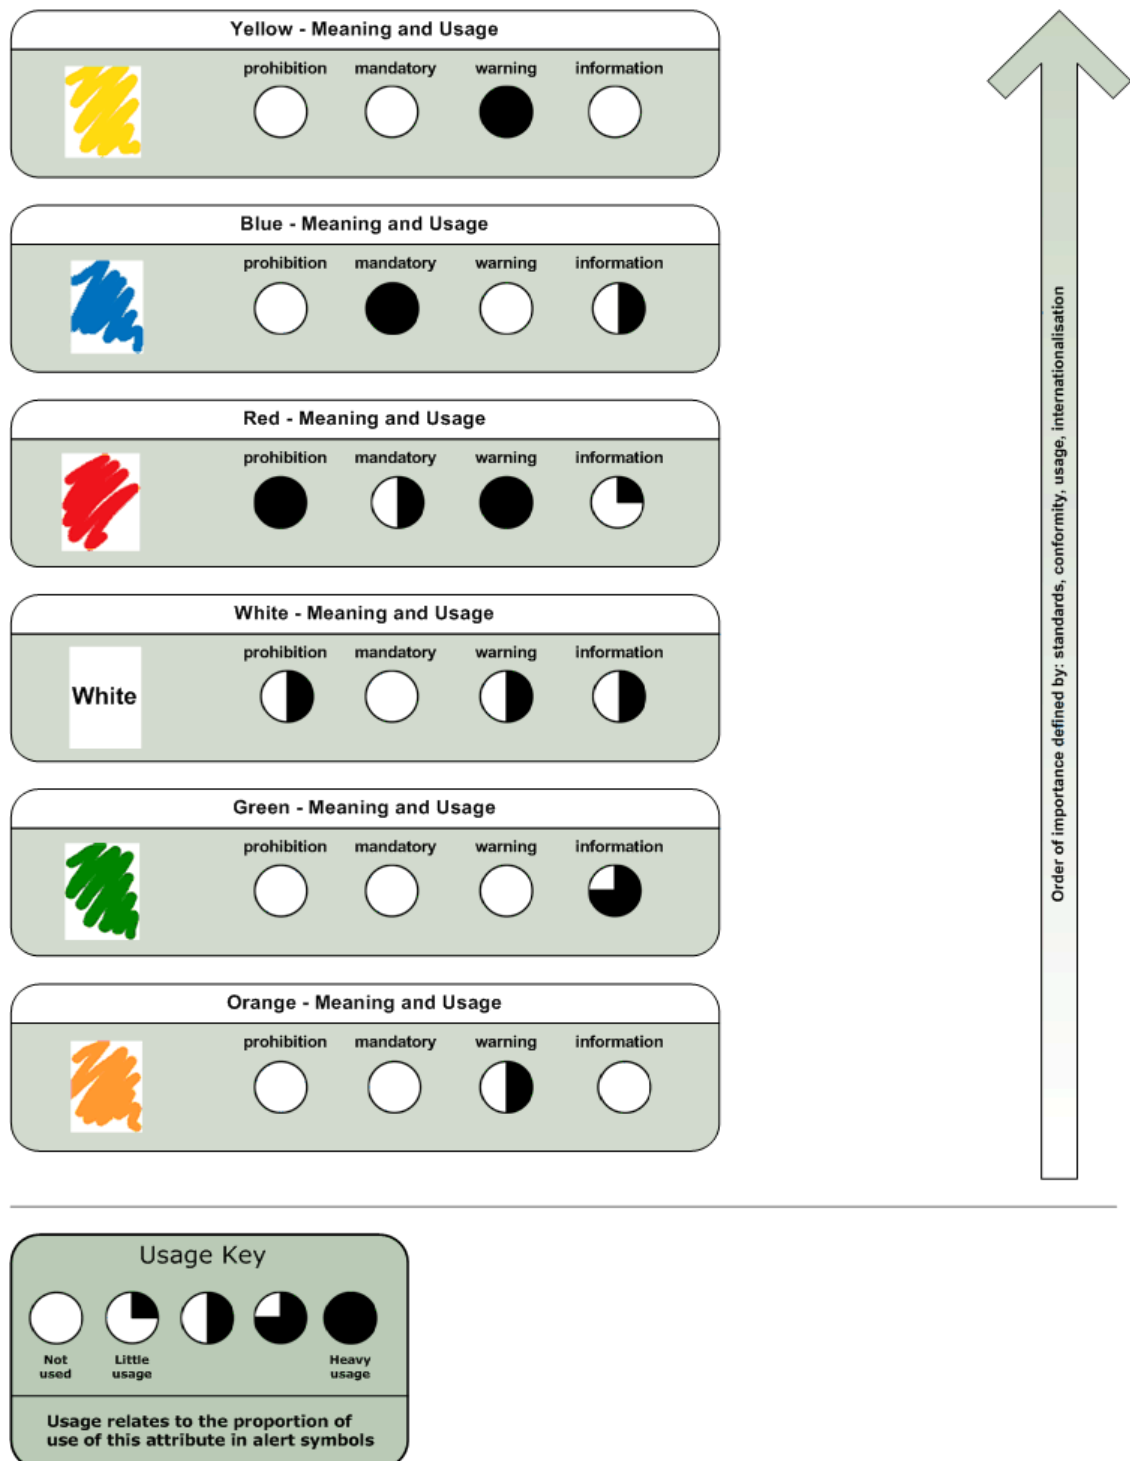 Yellow - Meaning and Usage
prohibition mandatory warning information
Blue - Meaning and Usage
prohibition mandatory warning information
Red - Meaning and Usage
prohibition mandatory warning information
White - Meaning and Usage
prohibition mandatory warning information
White
Green - Meaning and Usage
prohibition mandatory warning information
Orange - Meaning and Usage
prohibition mandatory warning information
Order of importance defined by: standards, conformity, usage, internationalisation
Usage Key
Not used
Little usage
Heavy usage
Usage relates to the proportion of
use of this attribute in alert symbols